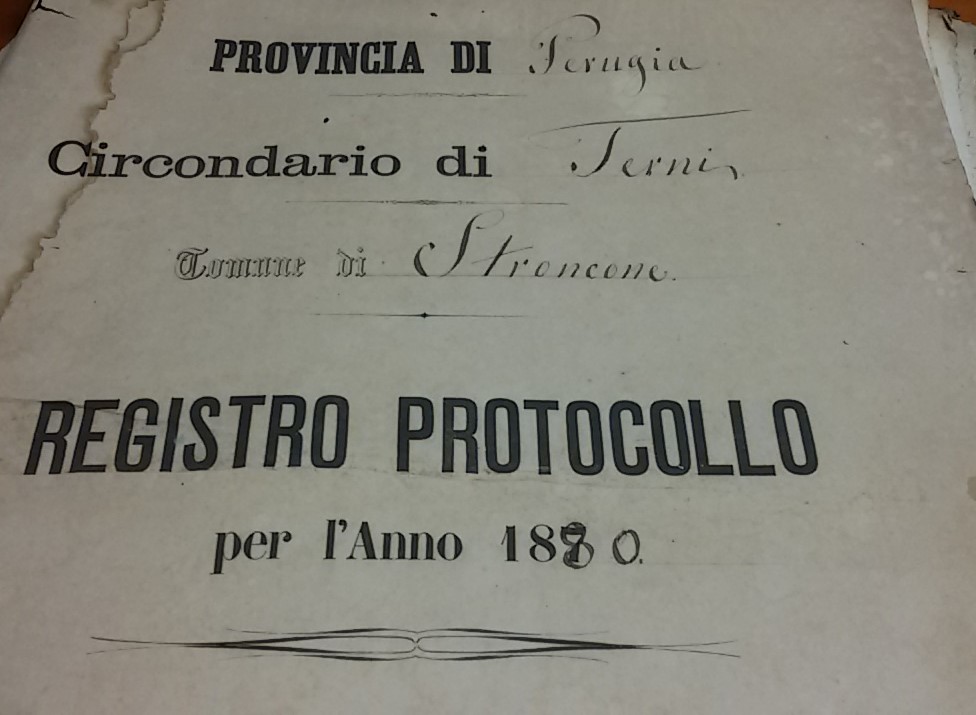 PROVINCIA DI Perugia
Circondario di Terni
Comune di Stroncone.
REGISTRO PROTOCOLLO
per l'Anno 1880.